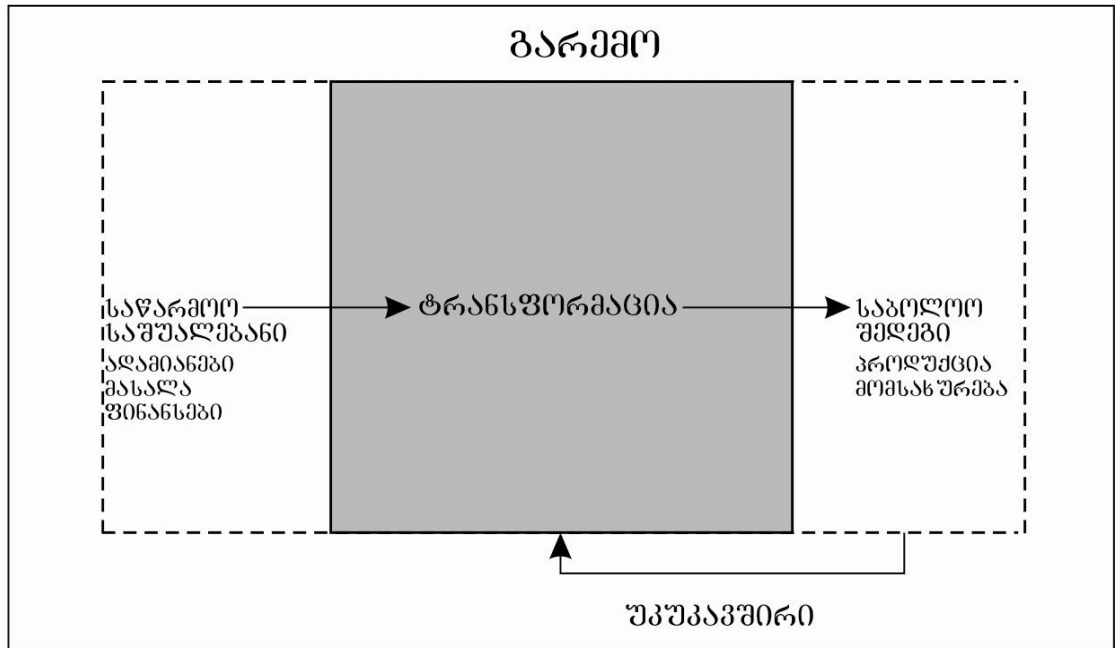 გარემო
საწარმოო
საშუალებანი
ადამიანები
მასალა
ფინანსები
ტრანსფორმაცია
საბოლოო
შედეგი
პროდუქცია
მომსახურება
უკუკავშირი